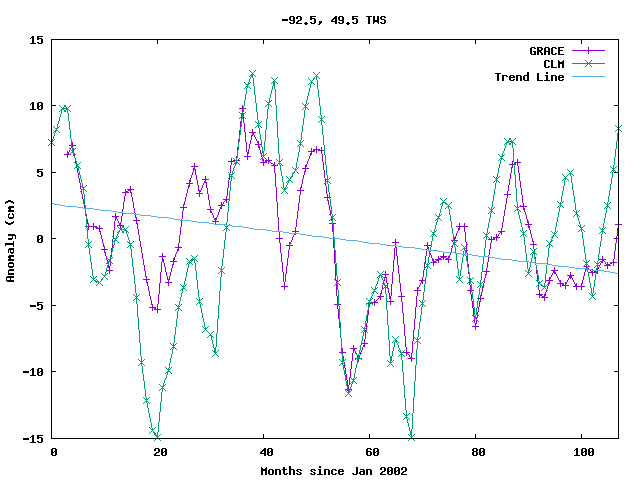 -92.5, 49.5 TWS
GRACE
CLM
Trend Line
15
10
5
0
-5
-10
-15
Anomaly (cm)
0 20 40 60 80 100
Months since Jan 2002